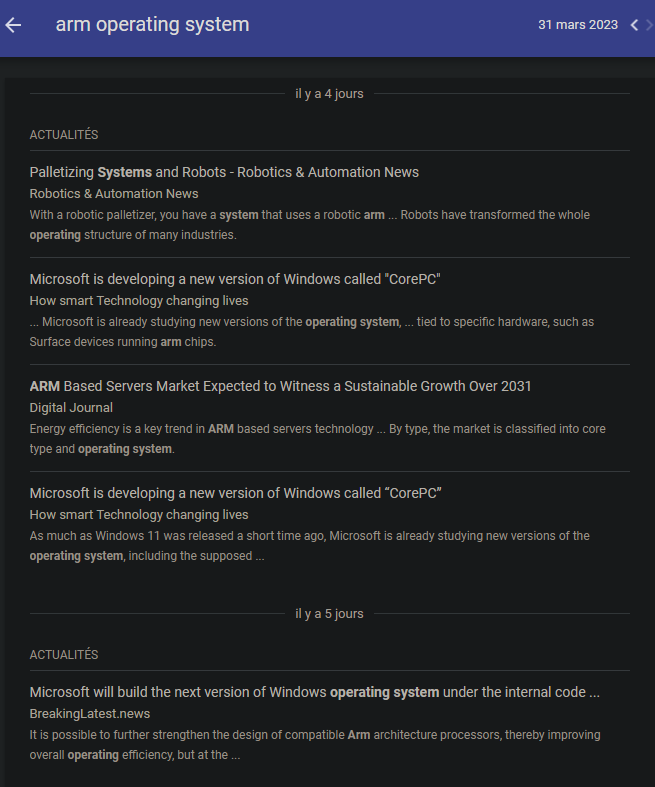 arm operating system
31 mars 2023
il y a 4 jours
ACTUALITÉS
Palletizing Systems and Robots - Robotics & Automation News
Robotics & Automation News
With a robotic palletizer, you have a system that uses a robotic arm ... Robots have transformed the whole
operating structure of many industries.
Microsoft is developing a new version of Windows called "CorePC"
How smart Technology changing lives
... Microsoft is already studying new versions of the operating system, ... tied to specific hardware, such as
Surface devices running arm chips.
ARM Based Servers Market Expected to Witness a Sustainable Growth Over 2031
Digital Journal
Energy efficiency is a key trend in ARM based servers technology ... By type, the market is classified into core
type and operating system.
Microsoft is developing a new version of Windows called “CorePC”
How smart Technology changing lives
As much as Windows 11 was released a short time ago, Microsoft is already studying new versions of the
operating system, including the supposed ...
il y a 5 jours
ACTUALITÉS
Microsoft will build the next version of Windows operating system under the internal code ...
BreakingLatest.news
It is possible to further strengthen the design of compatible Arm architecture processors, thereby improving
overall operating efficiency, but at the ...